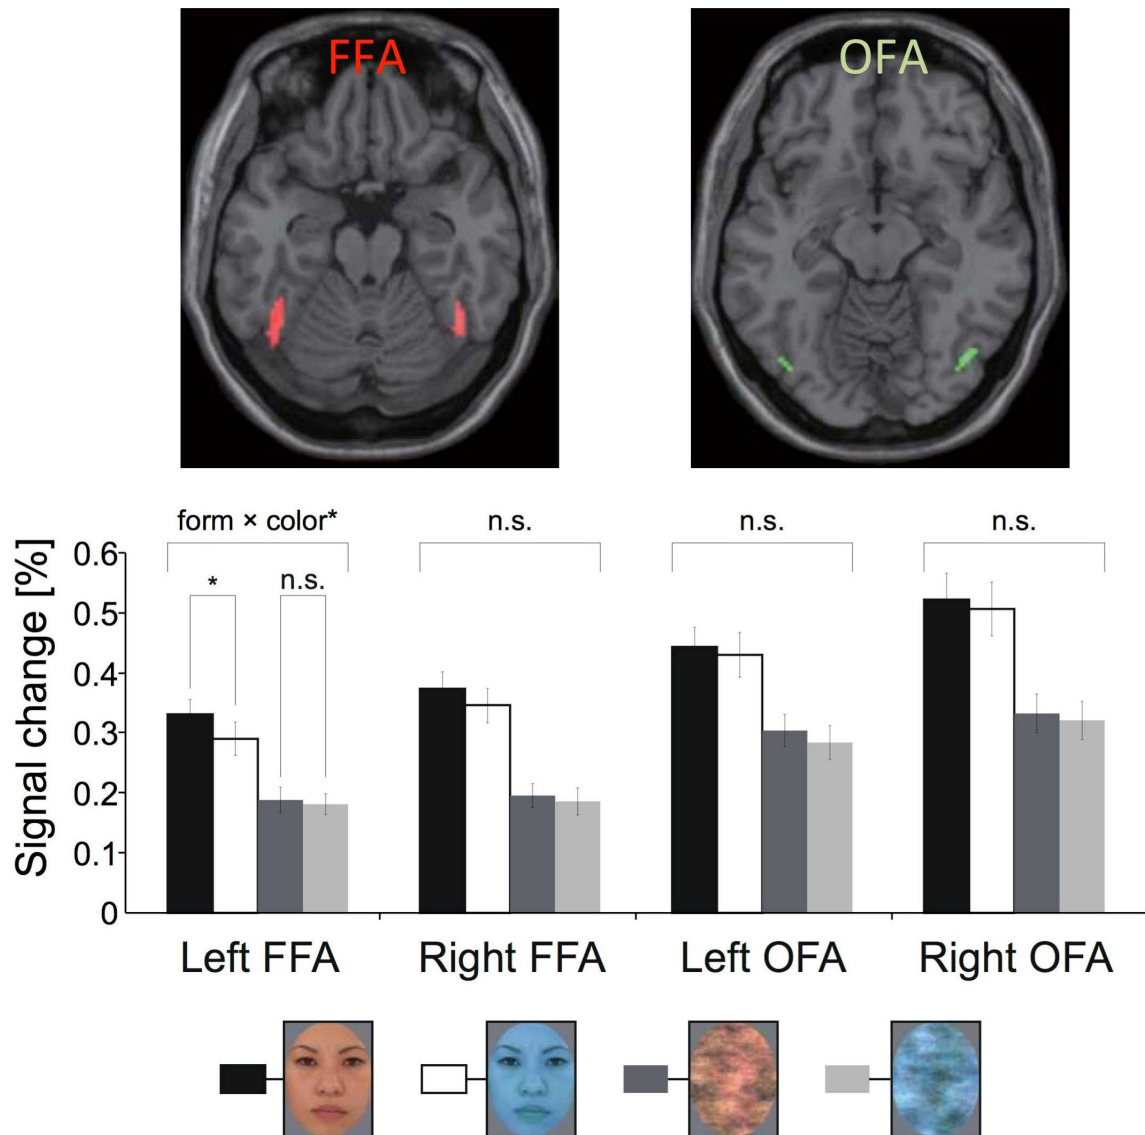 FFA
OFA
form × color*
n.s.
n.s.
n.s.
*
n.s.
Signal change [%]
0.6
0.5
0.4
0.3
0.2
0.1
0
Left FFA
Right FFA
Left OFA
Right OFA